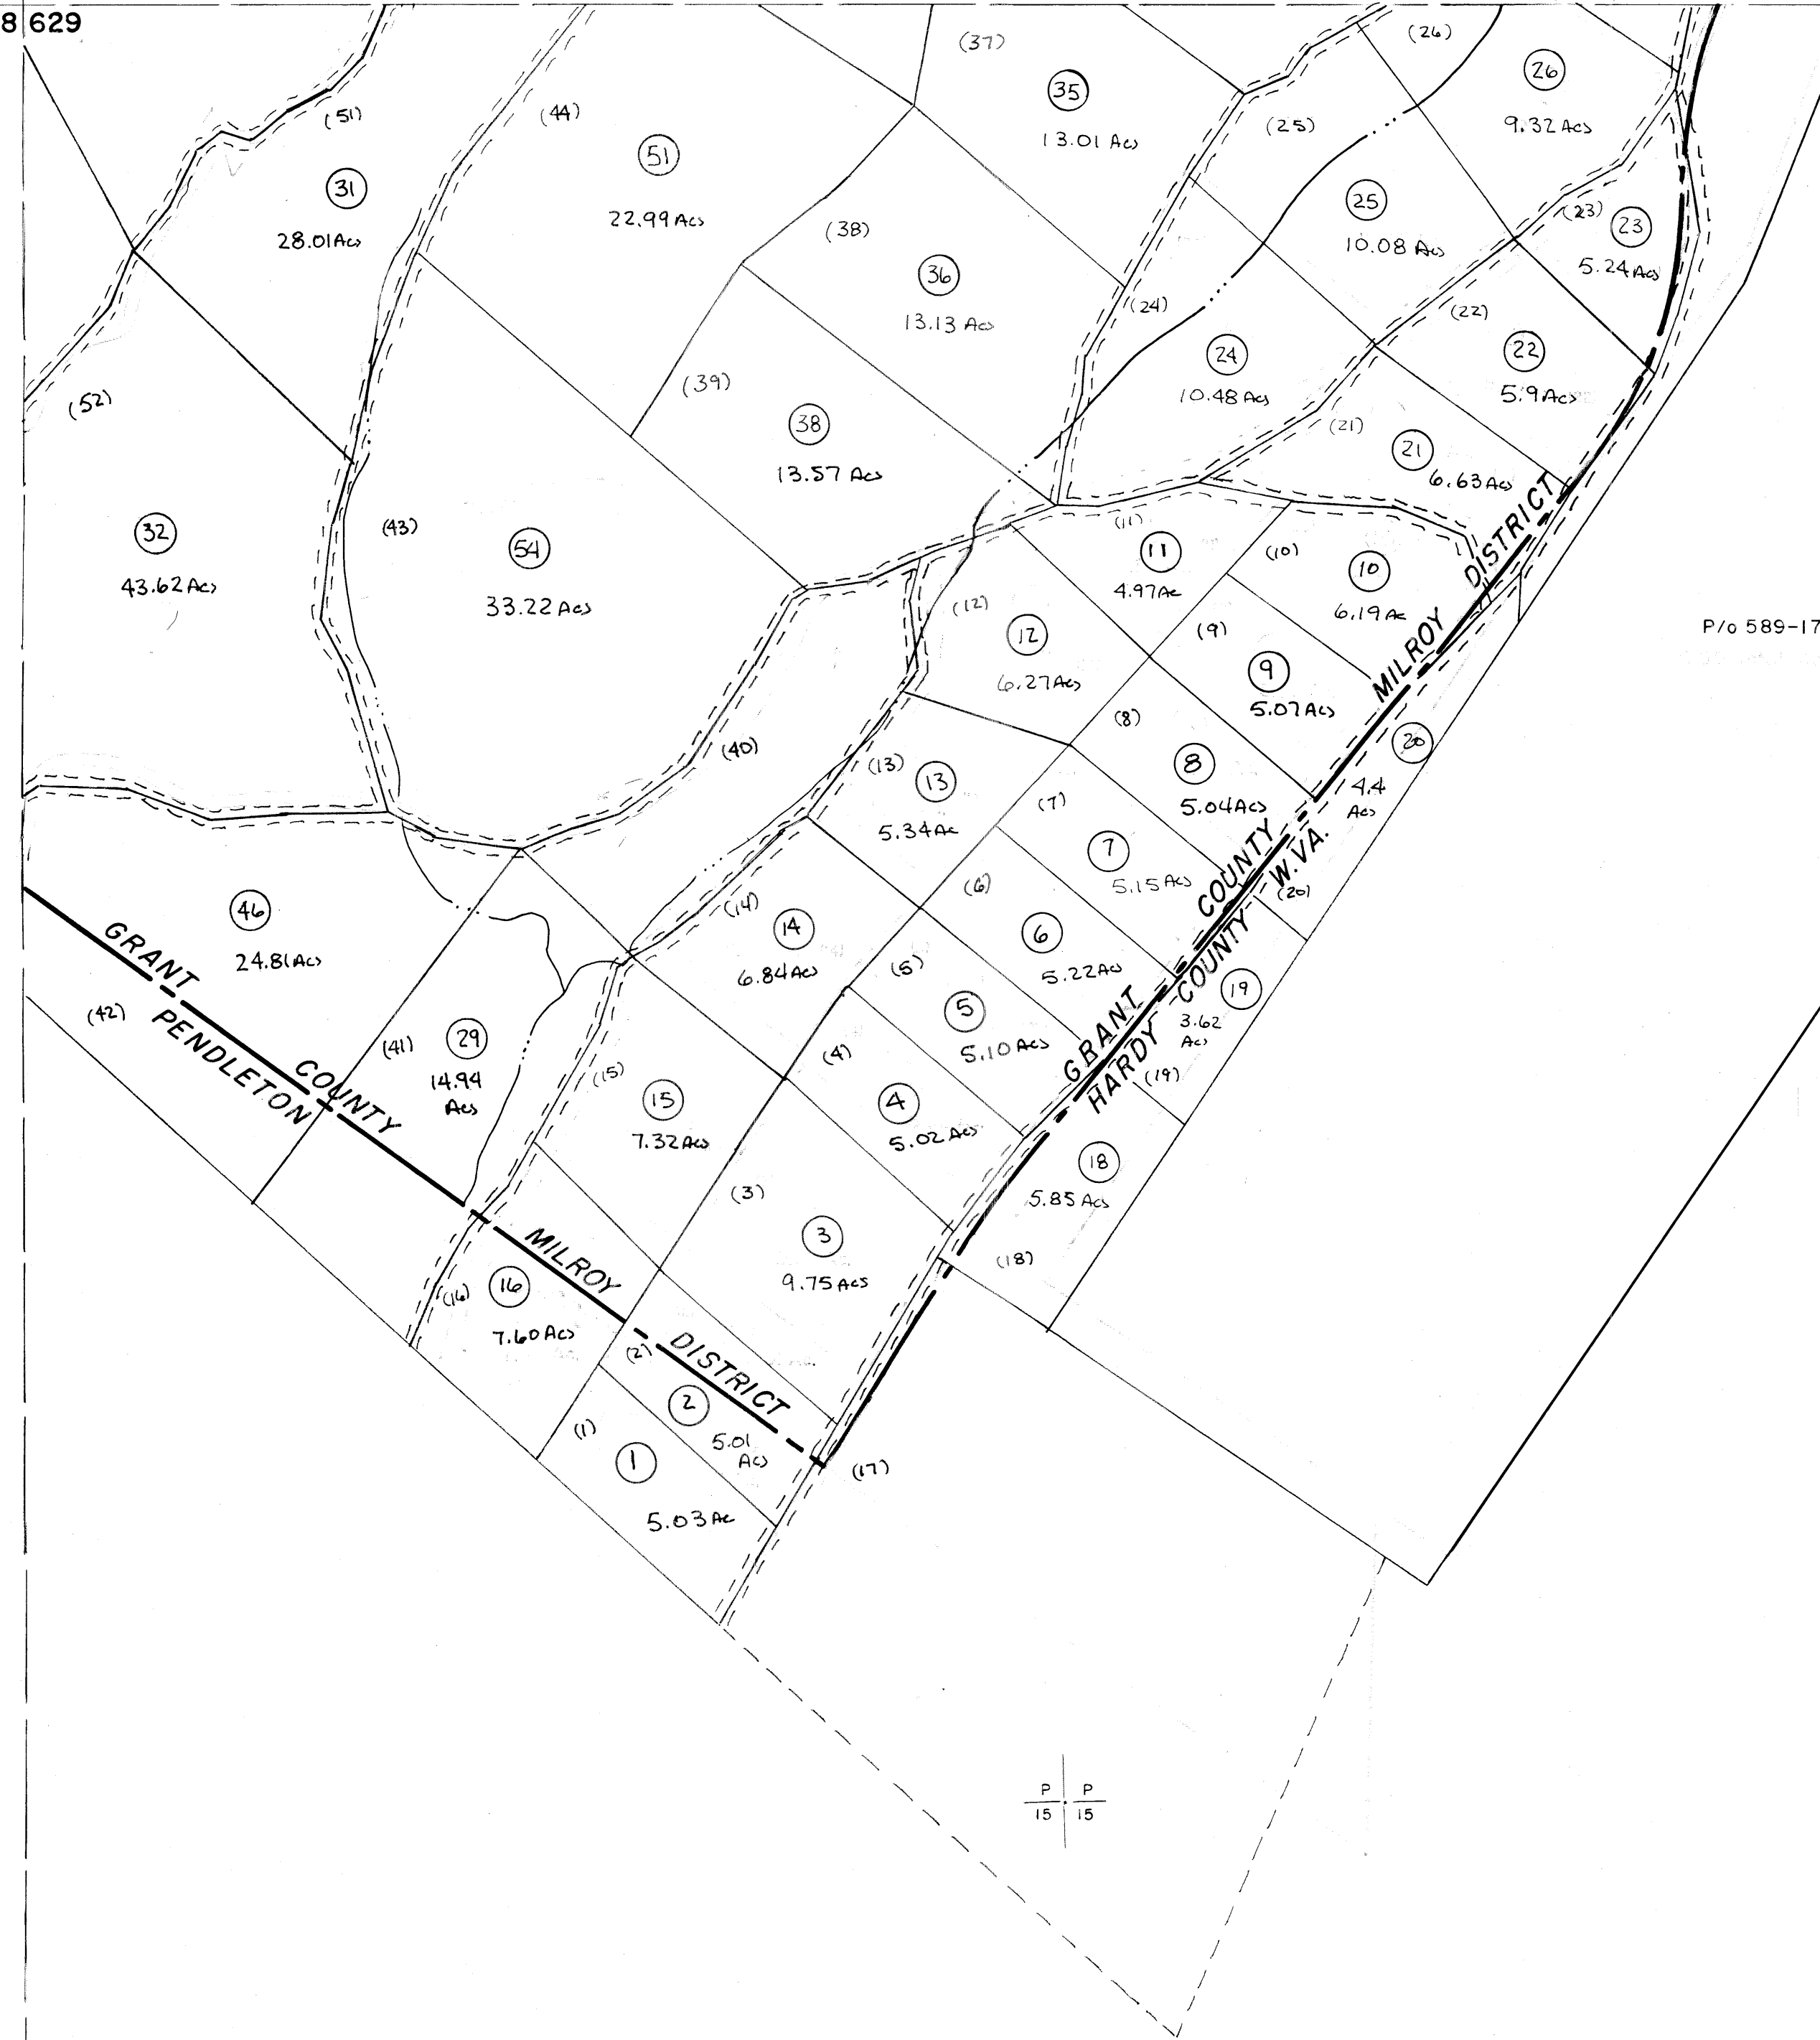 8 629
(37)
(26)
35
13.01 Acs
26
9.32 Acs
(51)
(44)
(25)
51
22.99 Acs
31
28.01 Acs
(38)
25
10.08 Acs
(23)
23
5.24 Acs
36
13.13 Acs
(24)
(22)
24
10.48 Acs
22
5.9 Acs
(52)
(39)
38
13.57 Acs
(21)
21
6.63 Acs
32
43.62 Acs
(43)
54
33.22 Acs
(11)
11
4.97 Ac
(10)
10
6.19 Ac
MILROY DISTRICT
P/o 589-17
(12)
12
6.27 Acs
(9)
9
5.07 Acs
(40)
(13)
13
5.34 Ac
(8)
8
5.04 Acs
20
4.4
Acs
(7)
7
5.15 Acs
(20)
46
24.81 Acs
(14)
14
6.84 Acs
(6)
6
5.22 Acs
GRANT COUNTY
HARDY COUNTY W.VA.
(5)
5
5.10 Acs
19
3.62
Acs
(19)
GRANT COUNTY
(42)
PENDLETON
(41)
29
14.94
Acs
(15)
15
7.32 Acs
(4)
4
5.02 Acs
18
5.85 Acs
(18)
(3)
3
9.75 Acs
(16)
16
7.60 Acs
MILROY DISTRICT
(2)
2
5.01
Acs
(1)
1
5.03 Ac
(17)
P P
15 15